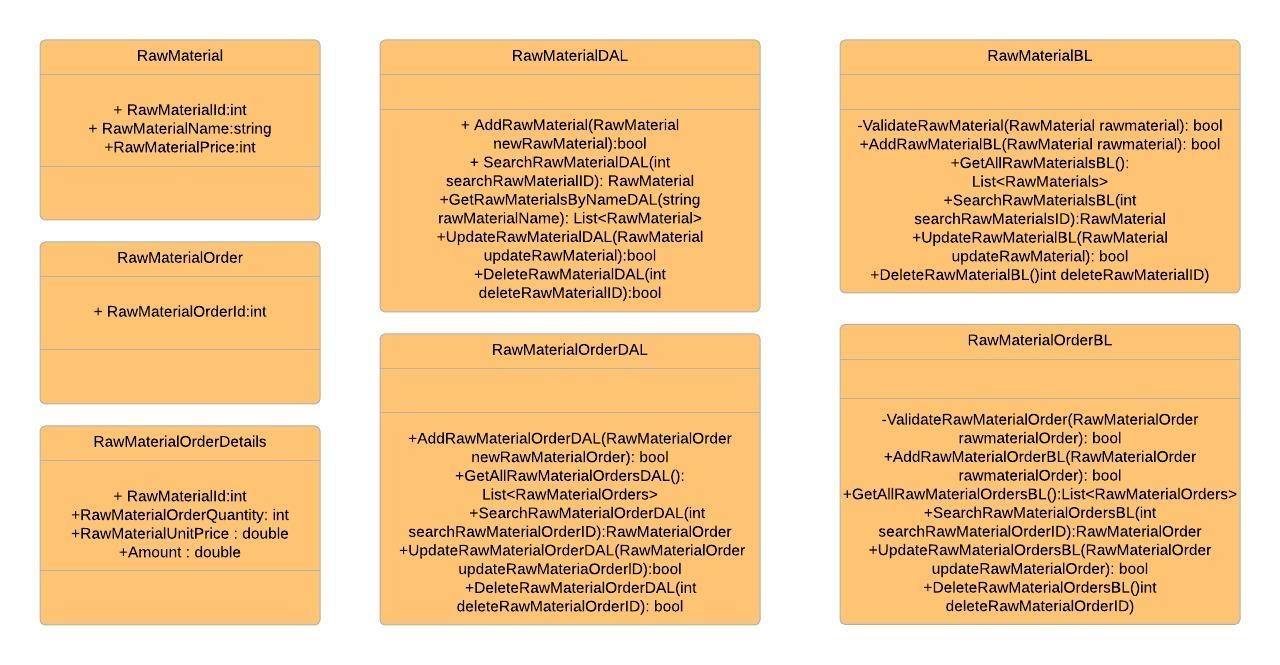 RawMaterial
+ RawMaterialId:int
+ RawMaterialName:string
+RawMaterialPrice:int
RawMaterialOrder
+ RawMaterialOrderId:int
RawMaterialOrderDetails
+ RawMaterialId:int
+RawMaterialOrderQuantity: int
+RawMaterialUnitPrice : double
+Amount : double
RawMaterialDAL
+ AddRawMaterial(RawMaterial
newRawMaterial):bool
+ SearchRawMaterialDAL(int
searchRawMaterialID): RawMaterial
+GetRawMaterialsByNameDAL(string
rawMaterialName): List<RawMaterial>
+UpdateRawMaterialDAL(RawMaterial
updateRawMaterial):bool
+DeleteRawMaterialDAL(int
deleteRawMaterialID):bool
RawMaterialOrderDAL
+AddRawMaterialOrderDAL(RawMaterialOrder
newRawMaterialOrder): bool
+GetAllRawMaterialOrdersDAL():
List<RawMaterialOrders>
+SearchRawMaterialOrderDAL(int
searchRawMaterialOrderID):RawMaterialOrder
+UpdateRawMaterialOrderDAL(RawMaterialOrder
updateRawMateriaOrderID):bool
+DeleteRawMaterialOrderDAL(int
deleteRawMaterialOrderID): bool
RawMaterialBL
-ValidateRawMaterial(RawMaterial rawmaterial): bool
+AddRawMaterialBL(RawMaterial rawmaterial): bool
+GetAllRawMaterialsBL():
List<RawMaterials>
+SearchRawMaterialsBL(int
searchRawMaterialsID):RawMaterial
+UpdateRawMaterialBL(RawMaterial
updateRawMaterial): bool
+DeleteRawMaterialBL()int deleteRawMaterialID)
RawMaterialOrderBL
-ValidateRawMaterialOrder(RawMaterialOrder
rawmaterialOrder): bool
+AddRawMaterialOrderBL(RawMaterialOrder
rawmaterialOrder): bool
+GetAllRawMaterialOrdersBL():List<RawMaterialOrders>
+SearchRawMaterialOrdersBL(int
searchRawMaterialOrderID):RawMaterialOrder
+UpdateRawMaterialOrdersBL(RawMaterialOrder
updateRawMaterialOrder): bool
+DeleteRawMaterialOrdersBL()int
deleteRawMaterialOrderID)